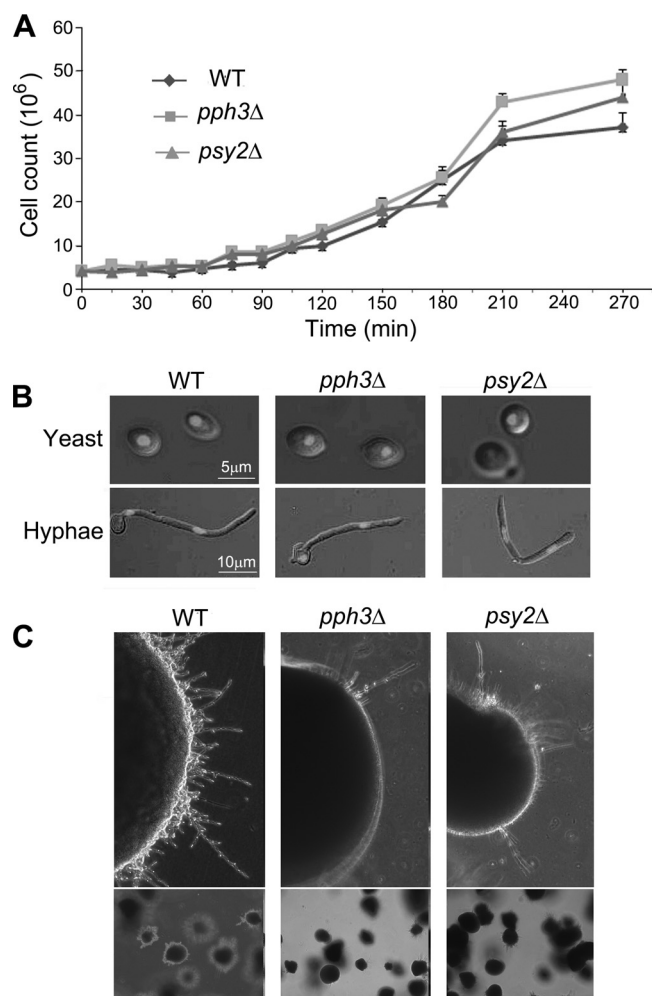 A
Cell count (10⁶)
60
50
40
30
20
10
0
WT
pph3Δ
psy2Δ
0 30 60 90 120 150 180 210 240 270
Time (min)
B
WT pph3Δ psy2Δ
Yeast
5μm
Hyphae
10μm
C
WT pph3Δ psy2Δ